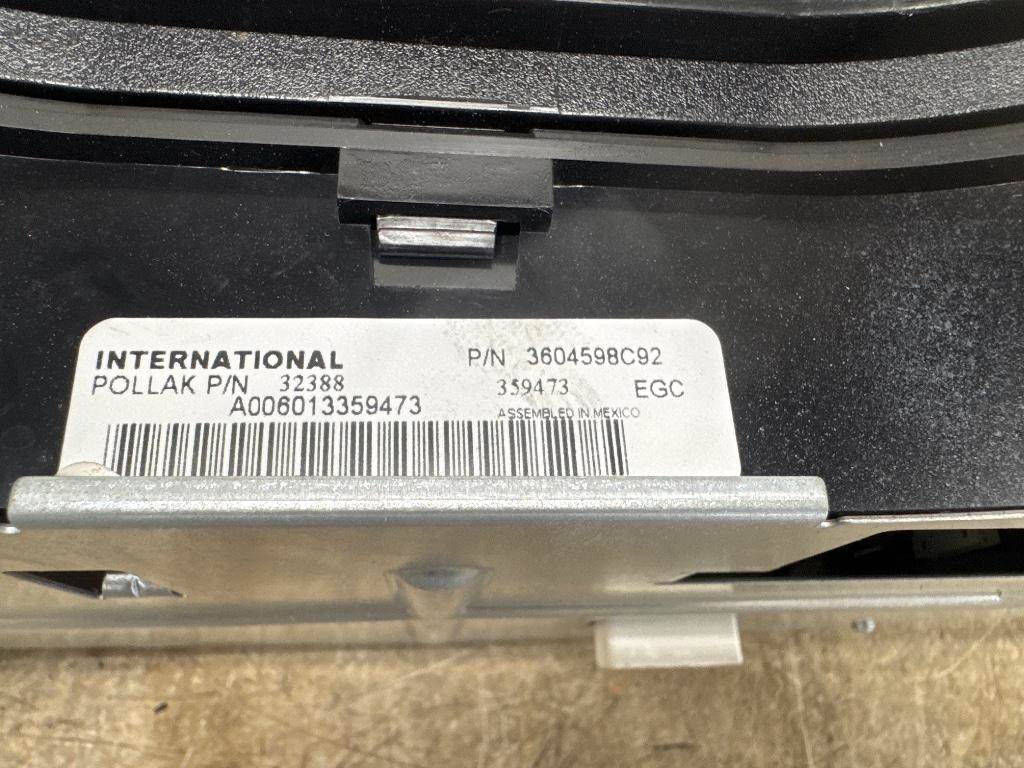 INTERNATIONAL P/N 3604598C92
POLLAK P/N 32388 359473 EGC
A006013359473 ASSEMBLED IN MEXICO